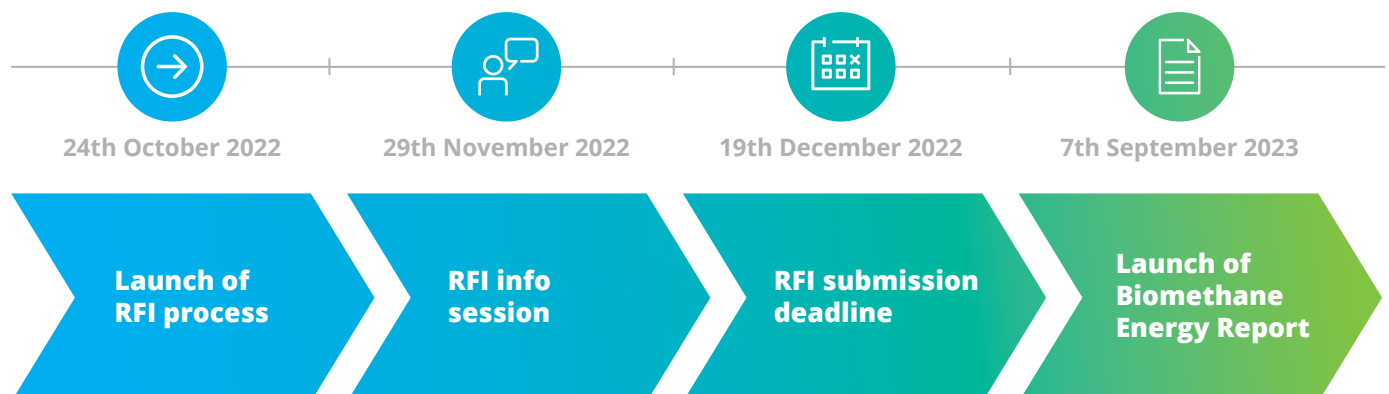 24th October 2022
29th November 2022
19th December 2022
7th September 2023
Launch of
RFI process
RFI info
session
RFI submission
deadline
Launch of
Biomethane
Energy Report